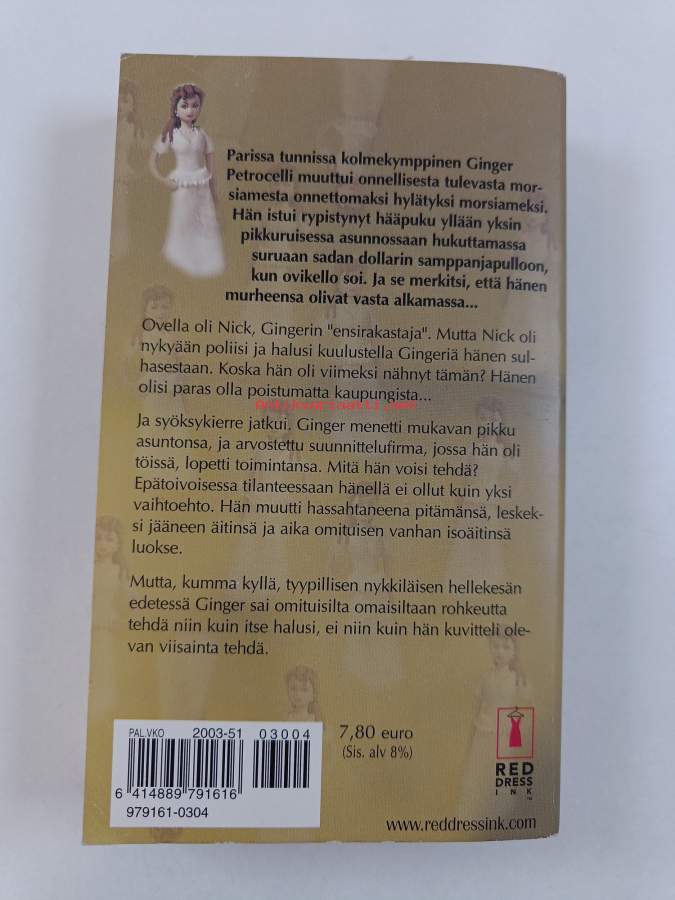 Parissa tunnissa kolmekymppinen Ginger
Petrocelli muuttui onnellisesta tulevasta mor-
siamesta onnettomaksi hylätyksi morsiameksi.
Hän istui rypistynyt hääpuku yllään yksin
pikkuruisessa asunnossaan hukuttamassa
suruaan sadan dollarin samppanjapulloon,
kun ovikello soi. Ja se merkitsi, että hänen
murheensa olivat vasta alkamassa...
Ovella oli Nick, Gingerin "ensirakastaja". Mutta Nick oli
nykyään poliisi ja halusi kuulustella Gingeriä hänen sul-
hasestaan. Koska hän oli viimeksi nähnyt tämän? Hänen
olisi paras olla poistumatta kaupungista...
Antikvariaatti.com
Ja syöksykierre jatkui. Ginger menetti mukavan pikku
asuntonsa, ja arvostettu suunnittelufirma, jossa hän oli
töissä, lopetti toimintansa. Mitä hän voisi tehdä?
Epätoivoisessa tilanteessaan hänellä ei ollut kuin yksi
vaihtoehto. Hän muutti hassahtaneena pitämänsä, leskek-
si jääneen äitinsä ja aika omituisen vanhan isoäitinsä
luokse.
Mutta, kumma kyllä, tyypillisen nykkiläisen hellekesän
edetessä Ginger sai omituisilta omaisiltaan rohkeutta
tehdä niin kuin itse halusi, ei niin kuin hän kuvitteli ole-
van viisainta tehdä.
PAL.VKO 2003-51 03004
6 414889 791616
979161-0304
7,80 euro
(Sis. alv 8%)
RED
DRESS
INK
™
www.reddressink.com